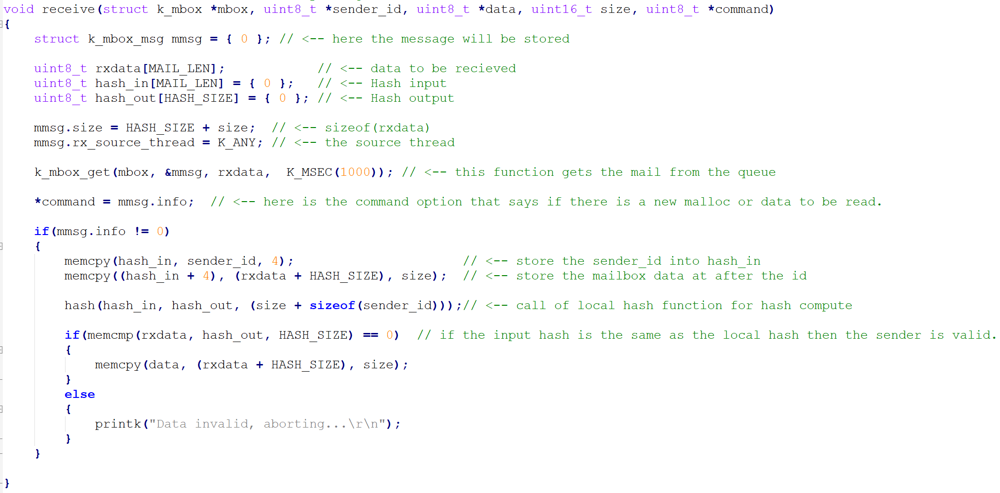 void receive(struct k_mbox *mbox, uint8_t *sender_id, uint8_t *data, uint16_t size, uint8_t *command)
{
    struct k_mbox_msg mmsg = { 0 }; // <-- here the message will be stored

    uint8_t rxdata[MAIL_LEN];            // <-- data to be recieved
    uint8_t hash_in[MAIL_LEN] = { 0 };   // <-- Hash input
    uint8_t hash_out[HASH_SIZE] = { 0 }; // <-- Hash output

    mmsg.size = HASH_SIZE + size;  // <-- sizeof(rxdata)
    mmsg.rx_source_thread = K_ANY; // <-- the source thread

    k_mbox_get(mbox, &mmsg, rxdata,  K_MSEC(1000)); // <-- this function gets the mail from the queue

    *command = mmsg.info;  // <-- here is the command option that says if there is a new malloc or data to be read.

    if(mmsg.info != 0)
    {
        memcpy(hash_in, sender_id, 4);                      // <-- store the sender_id into hash_in
        memcpy((hash_in + 4), (rxdata + HASH_SIZE), size);  // <-- store the mailbox data at after the id

        hash(hash_in, hash_out, (size + sizeof(sender_id)));// <-- call of local hash function for hash compute

        if(memcmp(rxdata, hash_out, HASH_SIZE) == 0)  // if the input hash is the same as the local hash then the sender is valid.
        {
            memcpy(data, (rxdata + HASH_SIZE), size);
        }
        else
        {
            printk("Data invalid, aborting...\r\n");
        }
    }

}